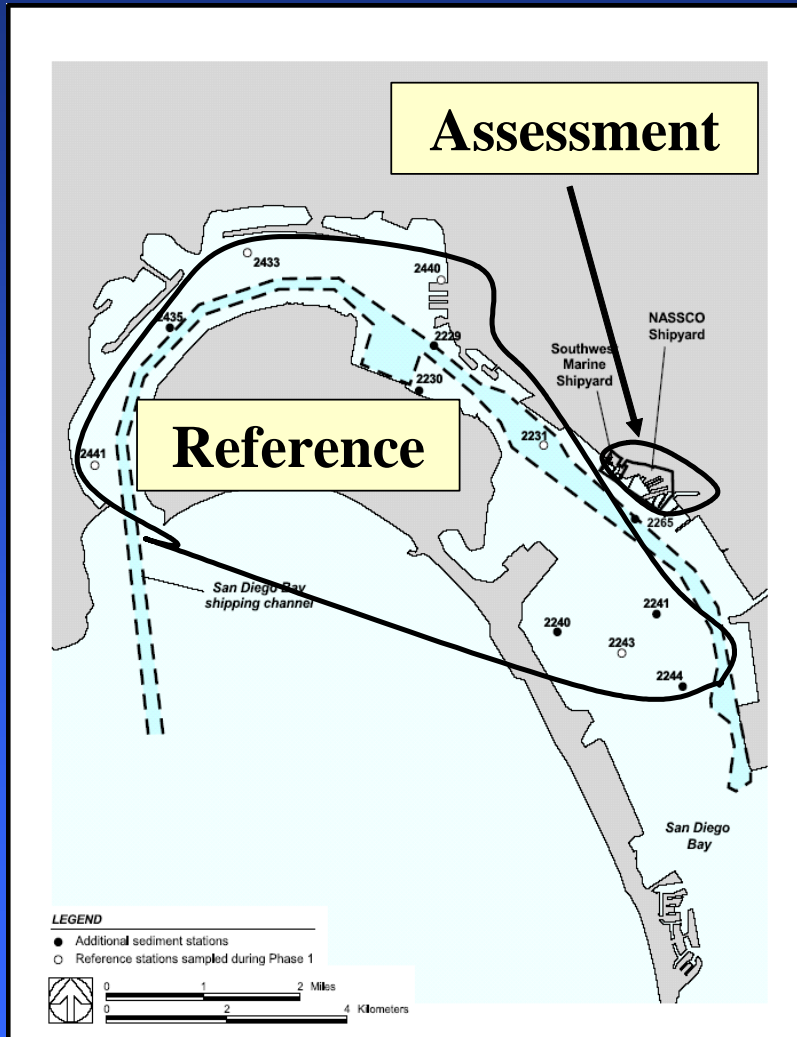 Assessment
2433
2440
NASSCO
Shipyard
2435
2229
Southwest
Marine
Shipyard
2230
2231
Reference
2441
2265
San Diego Bay
shipping channel
2241
2240
2243
2244
San Diego
Bay
LEGEND
Additional sediment stations
Reference stations sampled during Phase 1
0 1 2 Miles
0 2 4 Kilometers